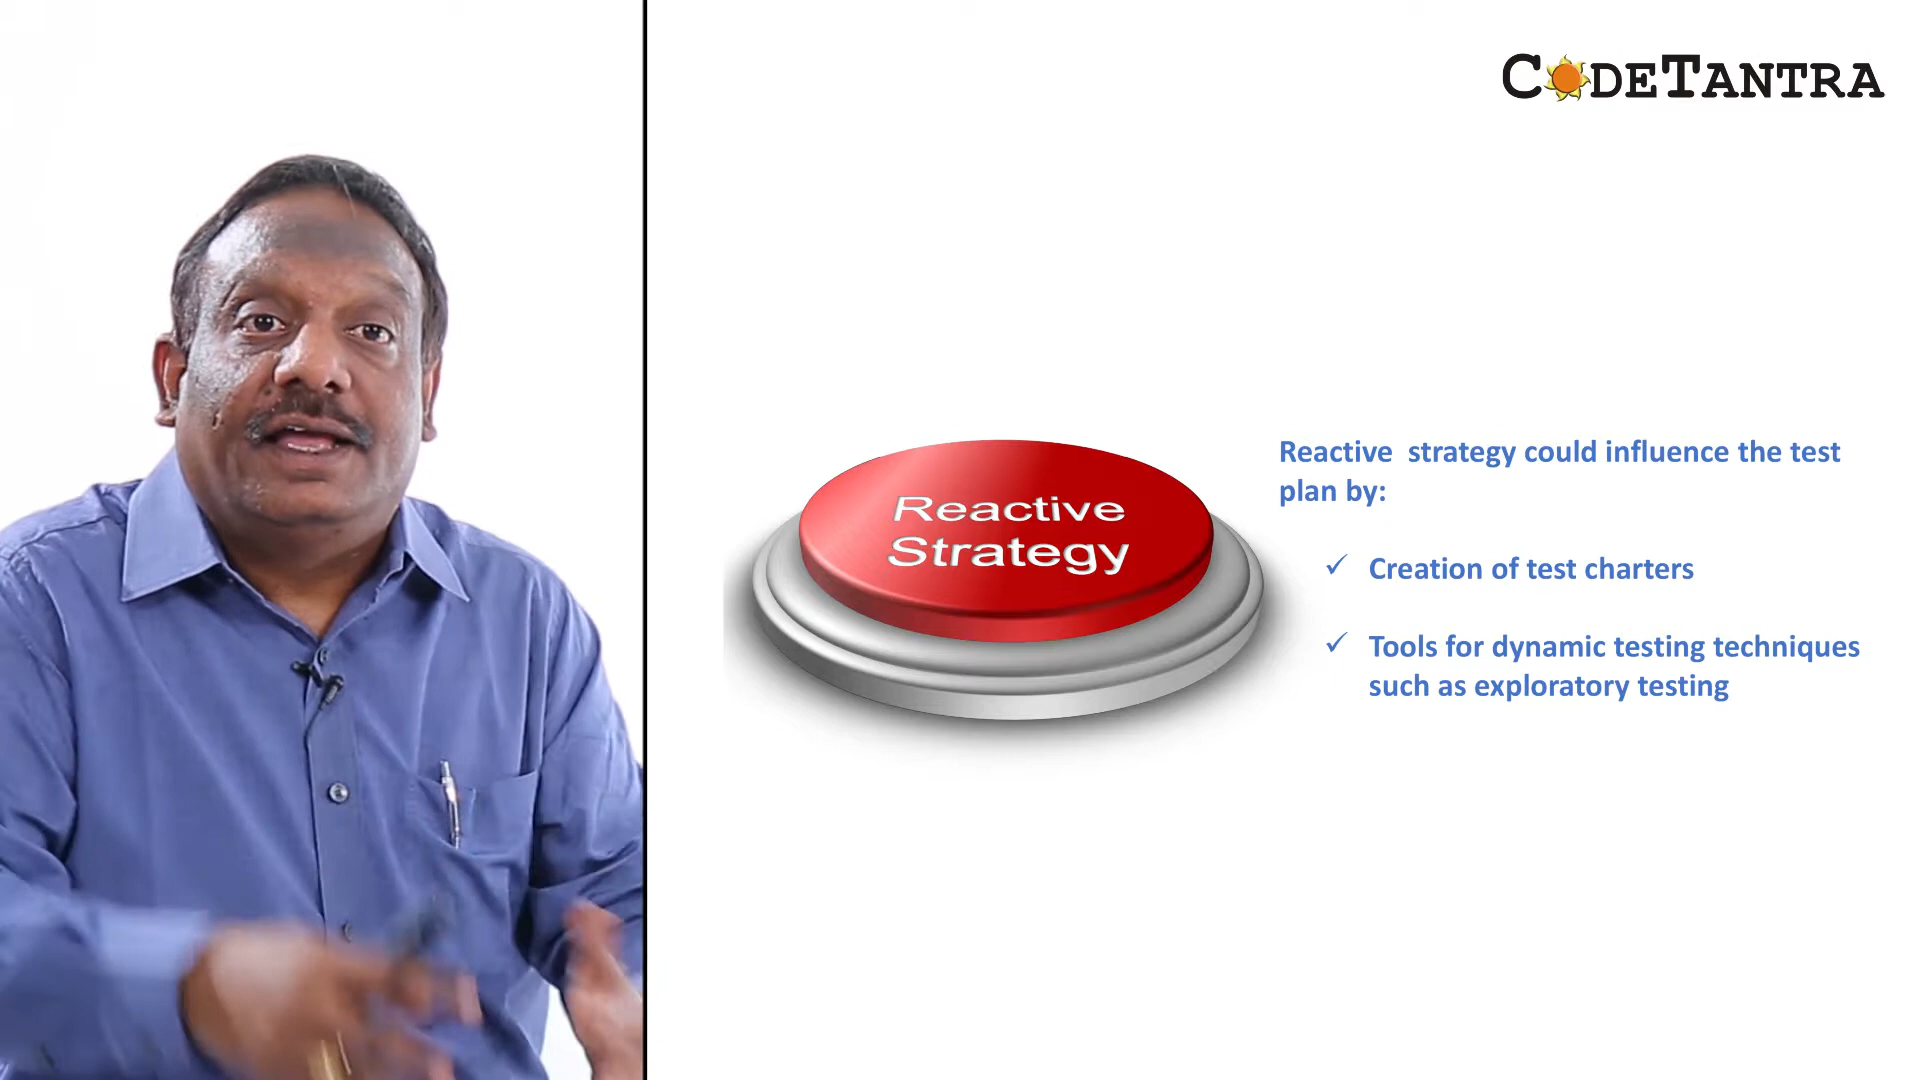 CODETANTRA
Reactive
Strategy
Reactive strategy could influence the test
plan by:
✓ Creation of test charters
✓ Tools for dynamic testing techniques
such as exploratory testing